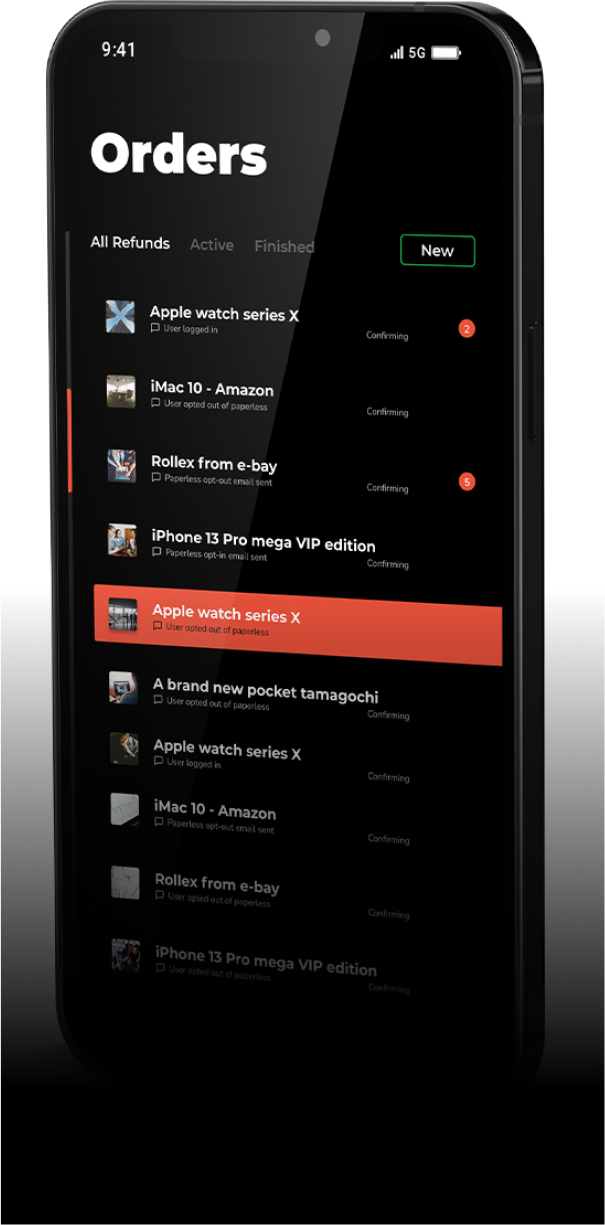 9:41
5G
Orders
All Refunds Active Finished New
Apple watch series X
User logged in
Confirming
2
iMac 10 - Amazon
User opted out of paperless
Confirming
Rollex from e-bay
Paperless opt-out email sent
Confirming
5
iPhone 13 Pro mega VIP edition
Paperless opt-in email sent
Confirming
Apple watch series X
User opted out of paperless
A brand new pocket tamagochi
User opted out of paperless
Confirming
Apple watch series X
User logged in
Confirming
iMac 10 - Amazon
Paperless opt-out email sent
Confirming
Rollex from e-bay
User opted out of paperless
Confirming
iPhone 13 Pro mega VIP edition
User opted out of paperless
Confirming